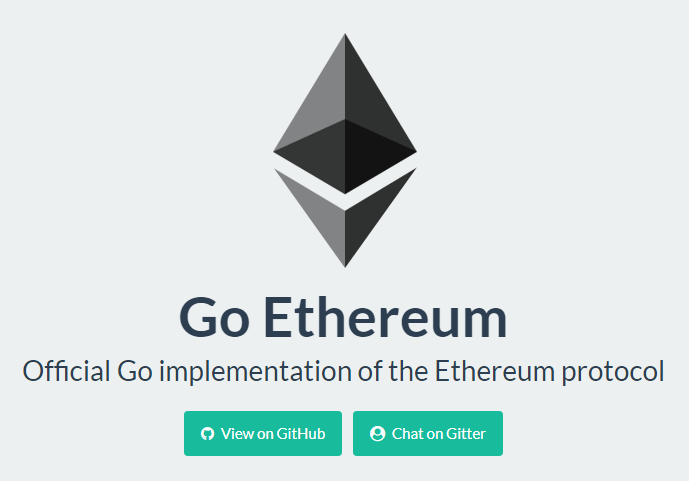 Go Ethereum
Official Go implementation of the Ethereum protocol
View on GitHub
Chat on Gitter